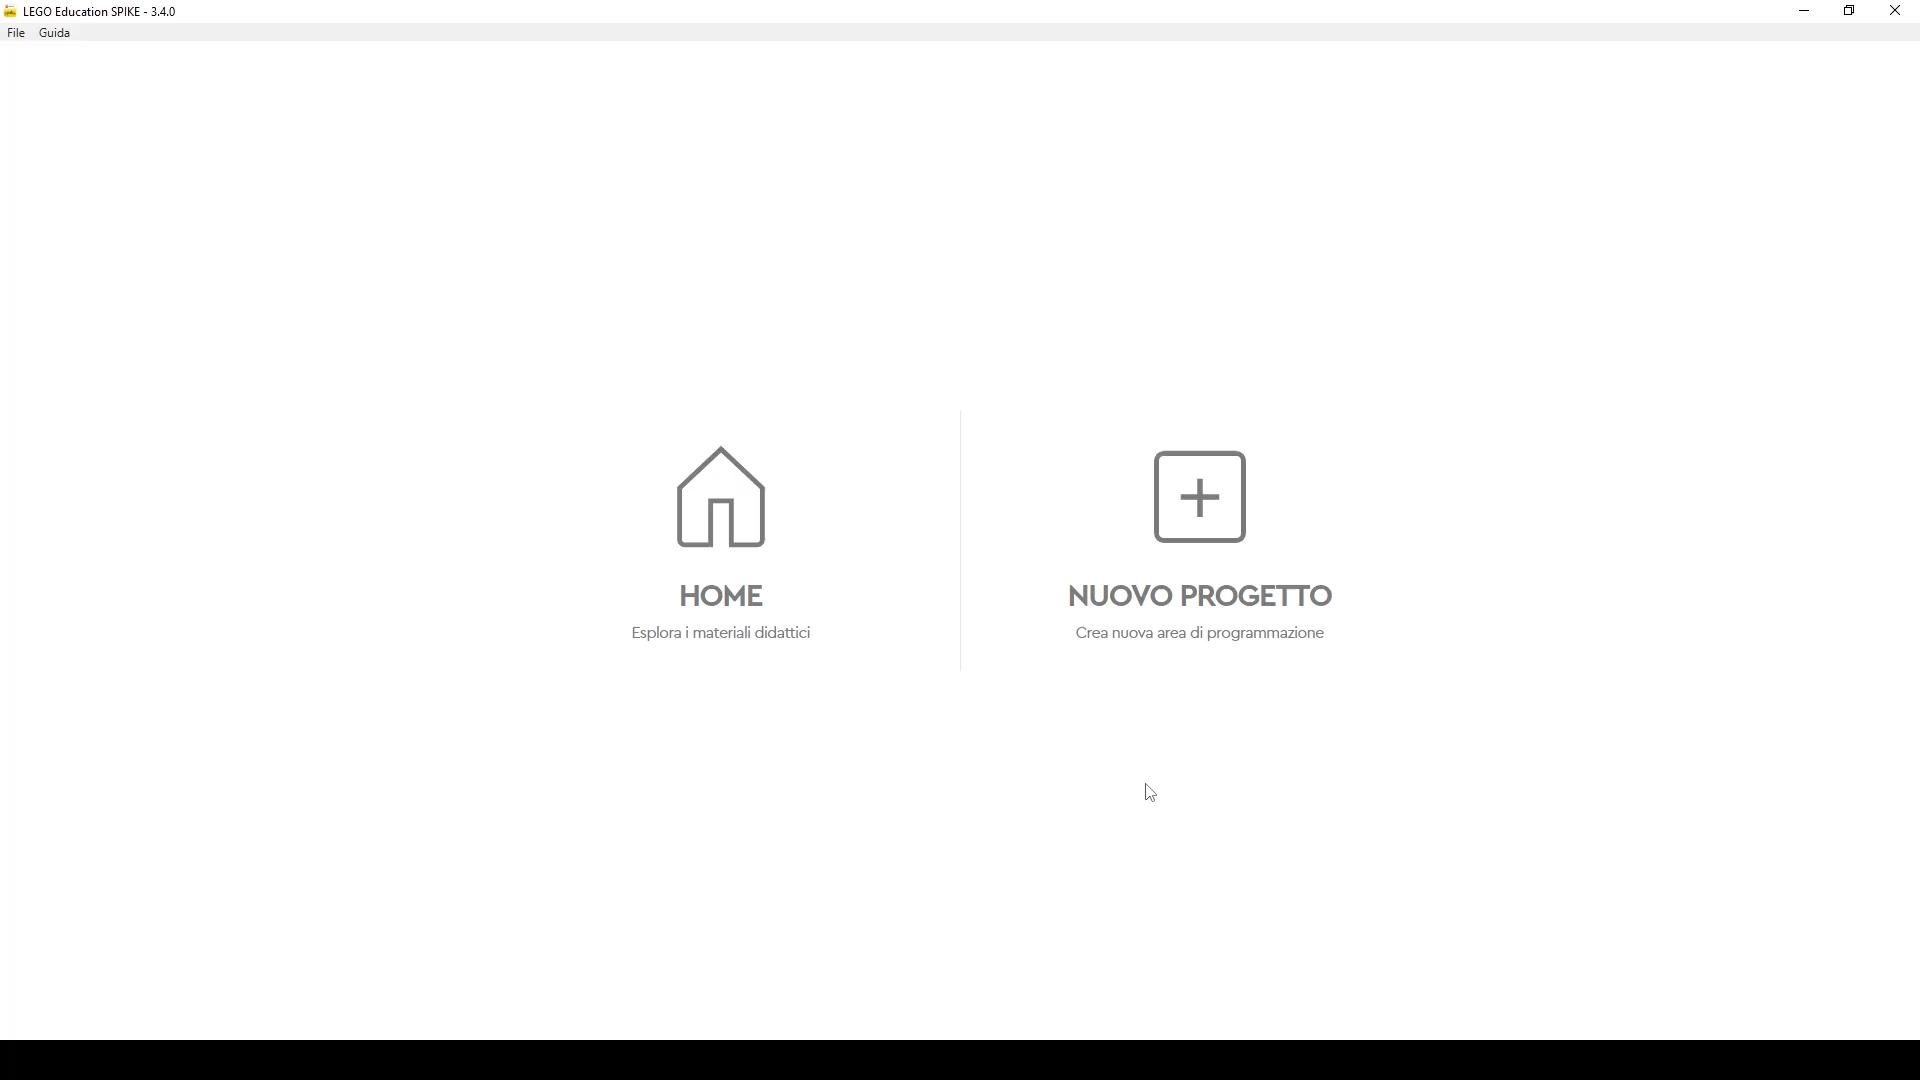 LEGO Education SPIKE - 3.4.0
File Guida
HOME
Esplora i materiali didattici
NUOVO PROGETTO
Crea nuova area di programmazione